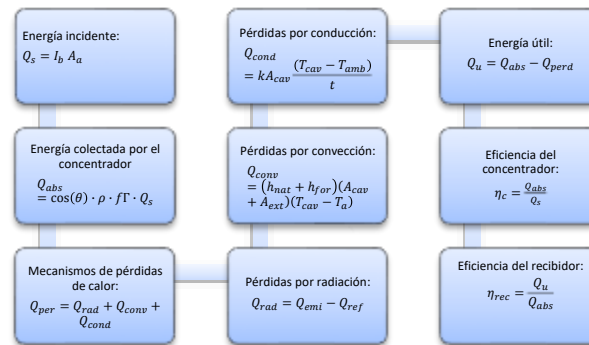 Energía incidente:
Q_s = I_b A_a
Energía colectada por el
concentrador
Q_abs
= cos(θ) · ρ · fΓ · Q_s
Mecanismos de pérdidas
de calor:
Q_per = Q_rad + Q_conv +
Q_cond
Pérdidas por radiación:
Q_rad = Q_emi − Q_ref
Pérdidas por convección:
Q_conv
= (h_nat + h_for)(A_cav
+ A_ext)(T_cav − T_a)
Pérdidas por conducción:
Q_cond
= kA_cav (T_cav − T_amb) / t
Energía útil:
Q_u = Q_abs − Q_perd
Eficiencia del
concentrador:
η_c = Q_abs / Q_s
Eficiencia del recibidor:
η_rec = Q_u / Q_abs